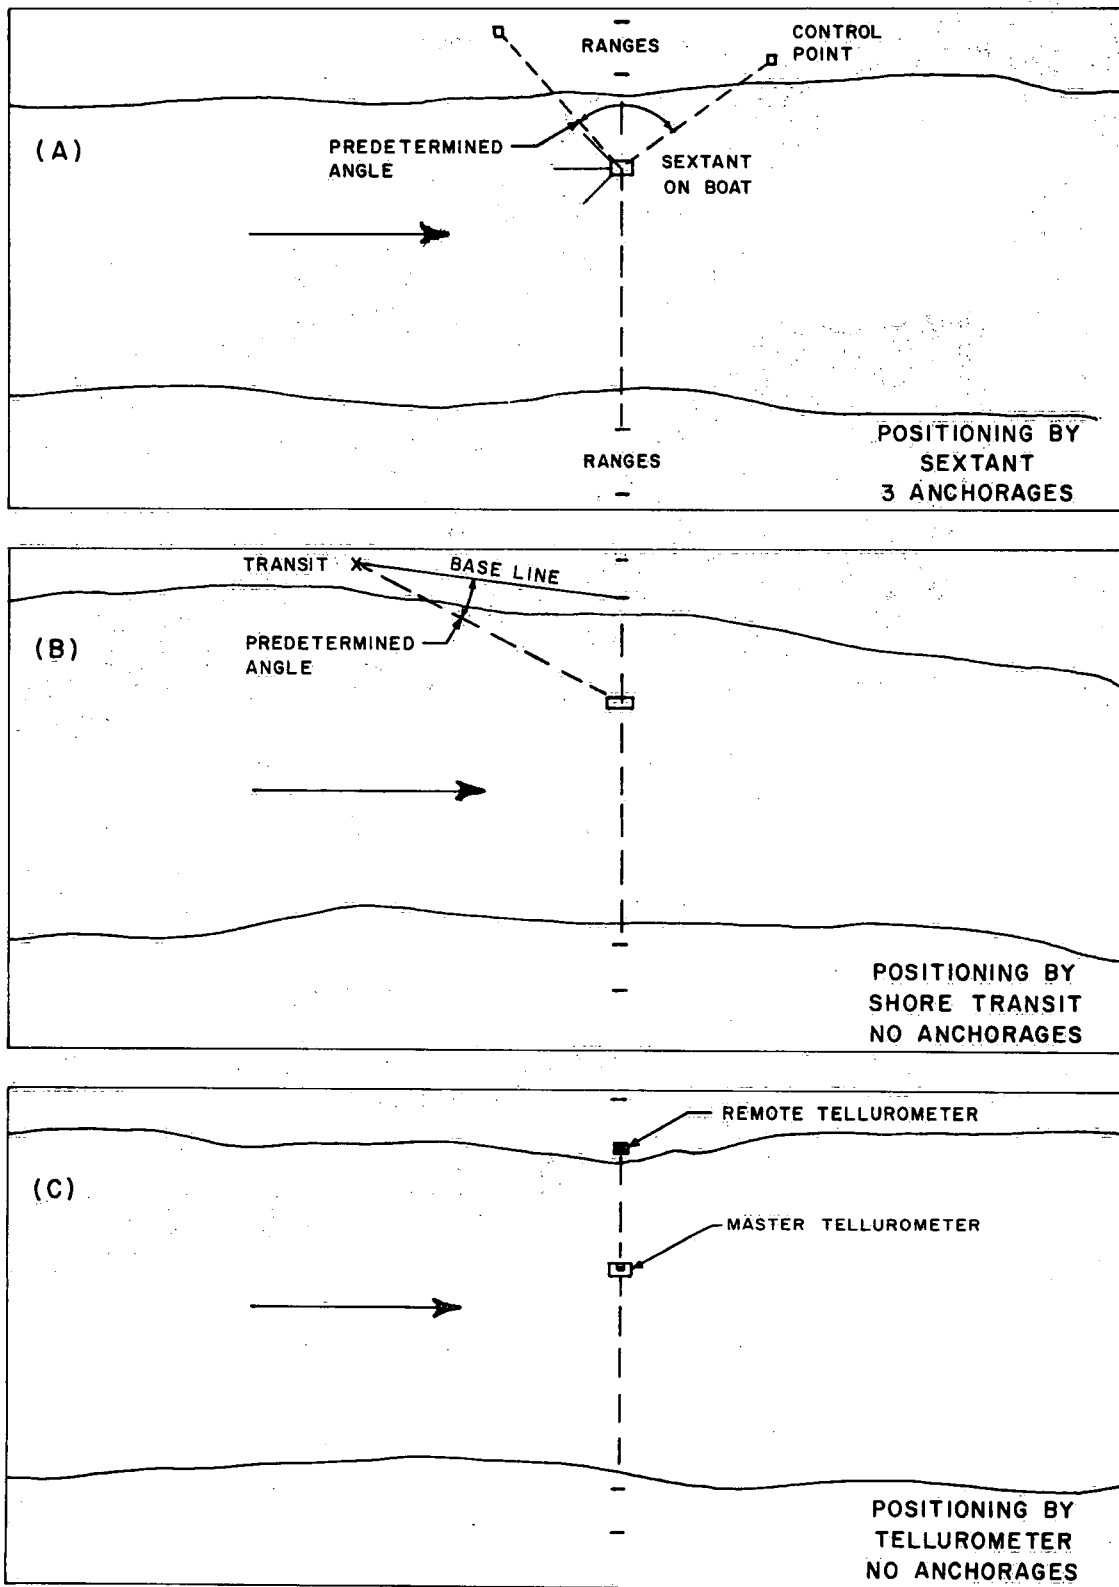 RANGES
CONTROL
POINT
(A)
PREDETERMINED
ANGLE
SEXTANT
ON BOAT
RANGES
POSITIONING BY
SEXTANT
3 ANCHORAGES
TRANSIT
BASE LINE
(B)
PREDETERMINED
ANGLE
POSITIONING BY
SHORE TRANSIT
NO ANCHORAGES
REMOTE TELLUROMETER
(C)
MASTER TELLUROMETER
POSITIONING BY
TELLUROMETER
NO ANCHORAGES